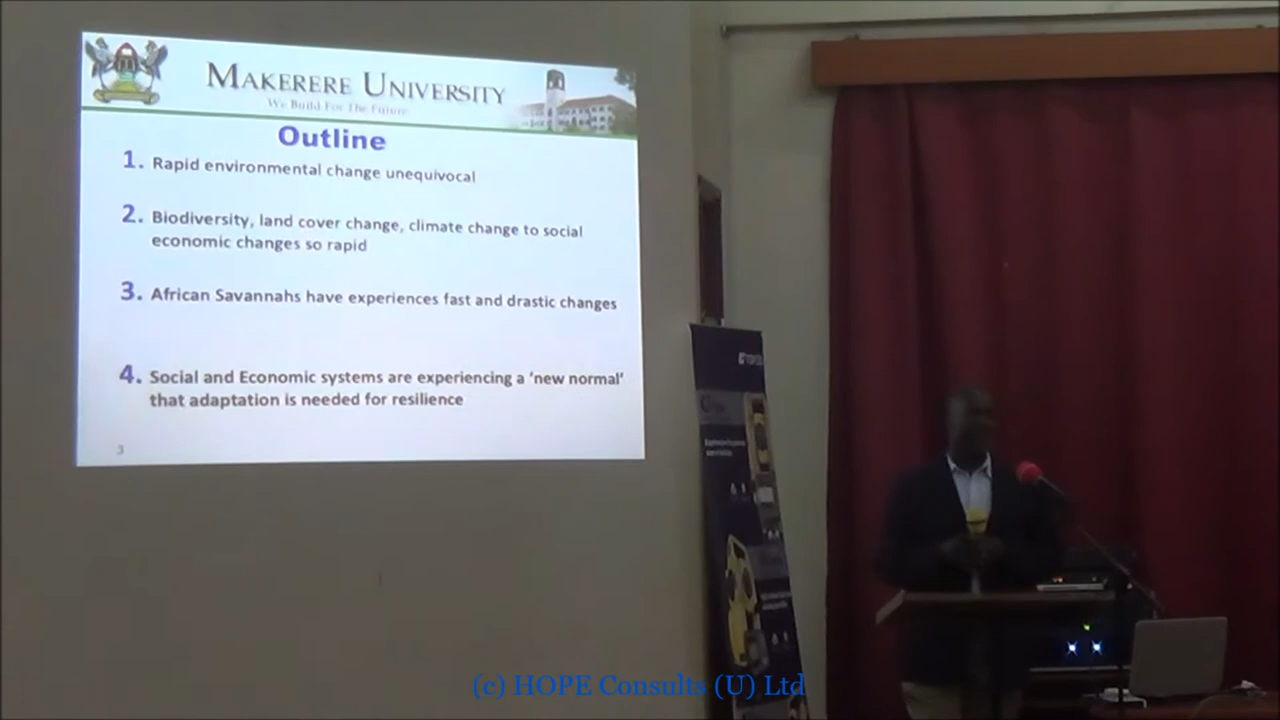 MAKERERE UNIVERSITY
We Build For The Future
Outline
1. Rapid environmental change unequivocal
2. Biodiversity, land cover change, climate change to social
economic changes so rapid
3. African Savannahs have experiences fast and drastic changes
4. Social and Economic systems are experiencing a 'new normal'
that adaptation is needed for resilience
3
(c) HOPE Consults (U) Ltd